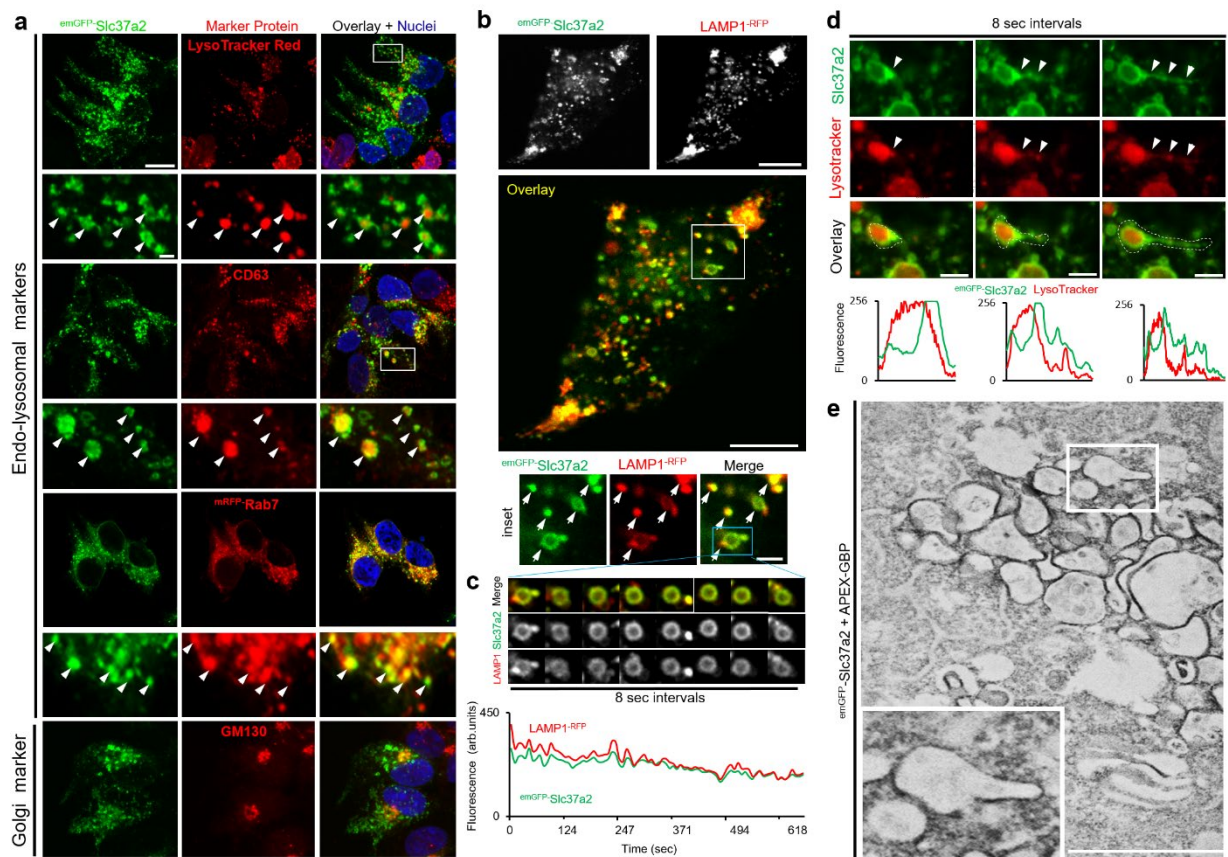 a
emGFP-Slc37a2 Marker Protein Overlay + Nuclei
LysoTracker Red
CD63
mRFP-Rab7
GM130
Endo-lysosomal markers
Golgi marker
b
emGFP-Slc37a2 LAMP1-RFP
Overlay
emGFP-Slc37a2 LAMP1-RFP Merge
inset
c
Merge
Slc37a2
LAMP1
8 sec intervals
450
LAMP1-RFP
emGFP-Slc37a2
0
Fluorescence (arb.units)
0 124 247 371 494 618
Time (sec)
d
8 sec intervals
Slc37a2
Lysotracker
Overlay
emGFP-Slc37a2 LysoTracker
256 256 256
Fluorescence
0 0 0
e
emGFP-Slc37a2 + APEX-GBP